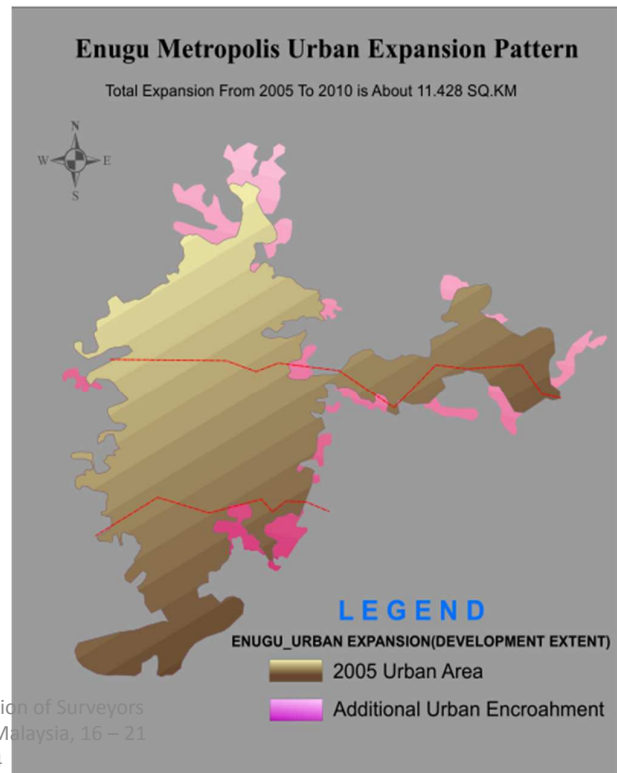 Enugu Metropolis Urban Expansion Pattern
Total Expansion From 2005 To 2010 is About 11.428 SQ.KM
N
W E
S
LEGEND
ENUGU_URBAN EXPANSION(DEVELOPMENT EXTENT)
2005 Urban Area
Additional Urban Encroahment
of Surveyors
Malaysia, 16 – 21